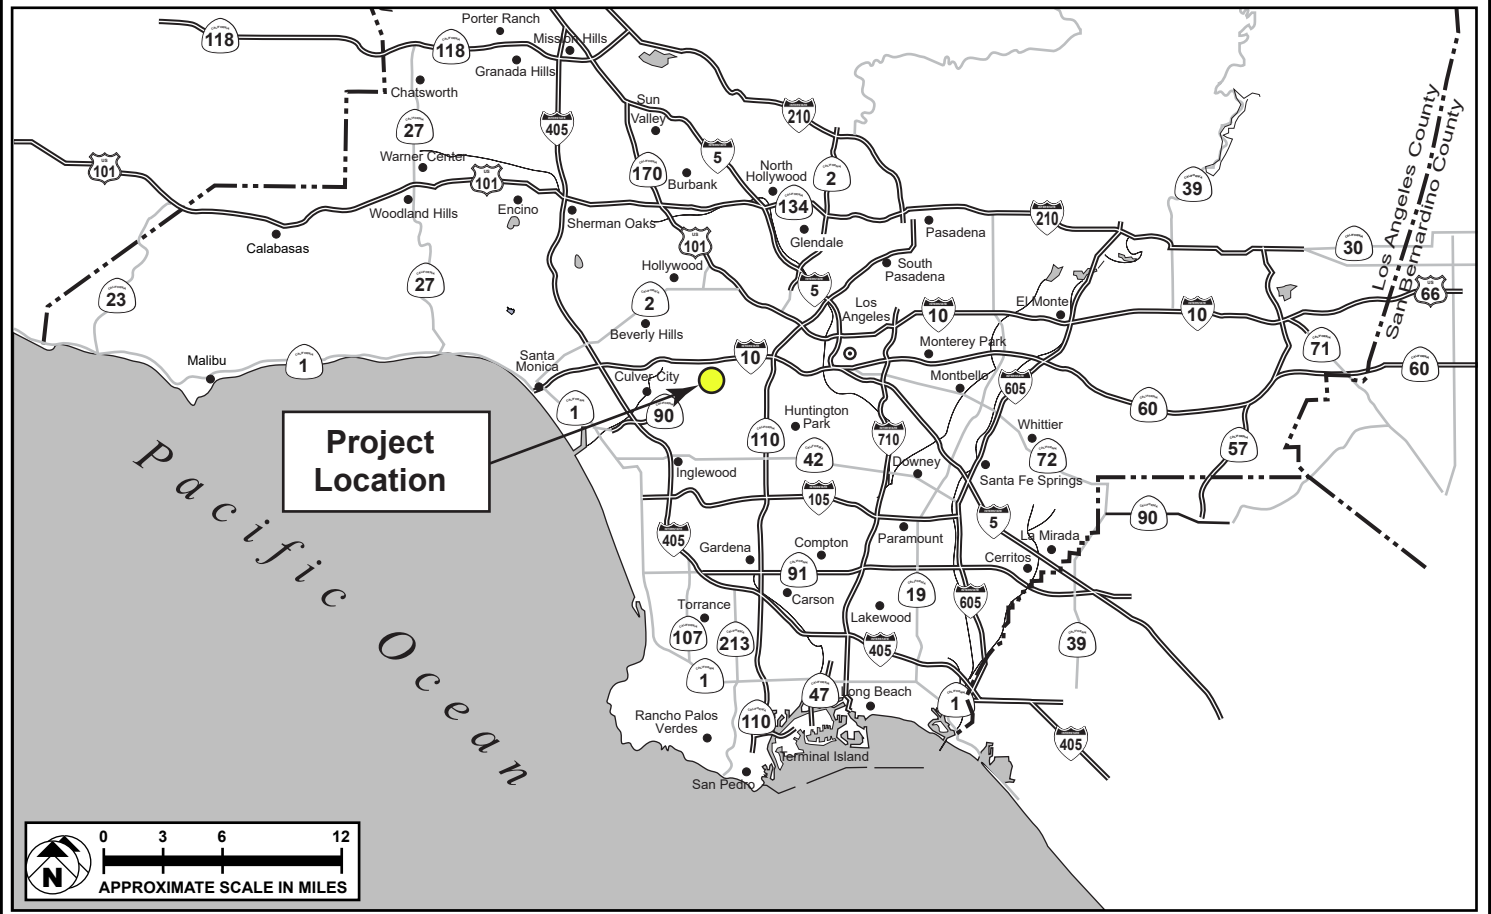 Porter Ranch
118
118
Mission Hills
Granada Hills
Chatsworth
Sun
Valley
210
27
405
5
Warner Center
US
101
US
101
170
Burbank
North
Hollywood
2
39
Los Angeles County
San Bernardino County
Woodland Hills
Encino
Sherman Oaks
134
Glendale
Pasadena
210
30
Calabasas
US
101
Hollywood
South
Pasadena
23
27
2
5
Los
Angeles
10
El Monte
10
US
66
Beverly Hills
Malibu
1
Santa
Monica
10
Monterey Park
71
60
Culver City
Montbello
605
1
90
60
Project
Location
Huntington
Park
110
42
710
Whittier
72
57
Inglewood
Downey
Santa Fe Springs
105
5
90
405
Paramount
La Mirada
Gardena
Compton
Cerritos
91
Carson
19
605
Torrance
Lakewood
107
213
405
39
1
47
Long Beach
1
Rancho Palos
Verdes
110
405
Terminal Island
San Pedro
Pacific Ocean
0 3 6 12
N
APPROXIMATE SCALE IN MILES